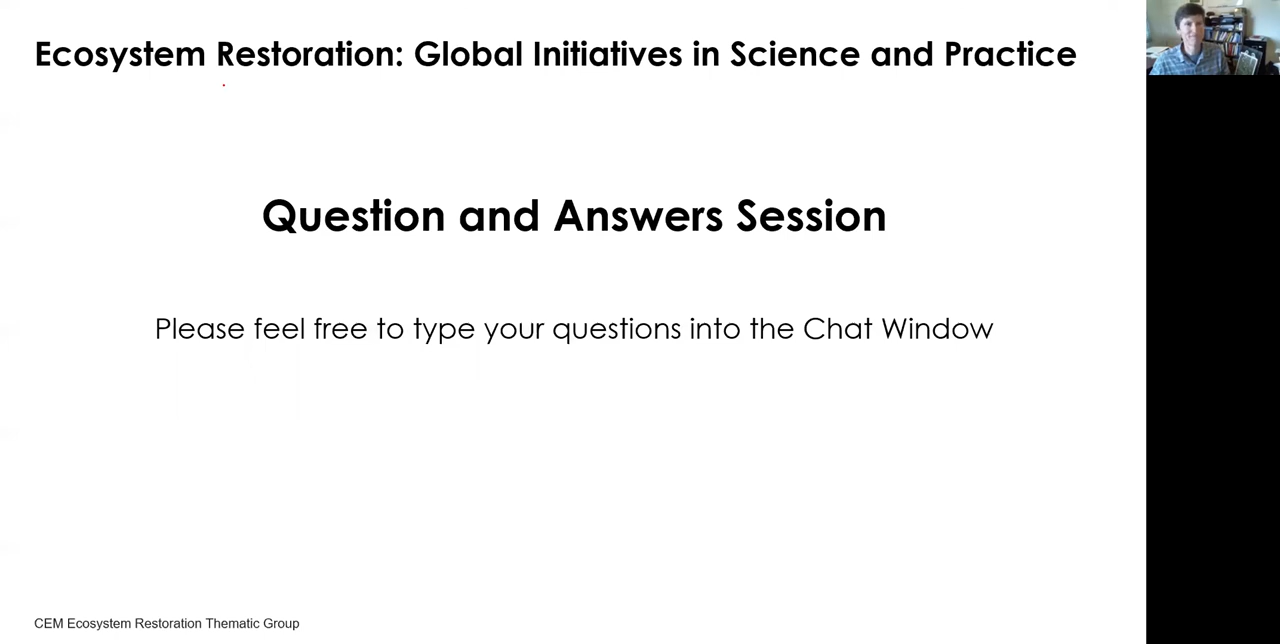 Ecosystem Restoration: Global Initiatives in Science and Practice
Question and Answers Session
Please feel free to type your questions into the Chat Window
CEM Ecosystem Restoration Thematic Group